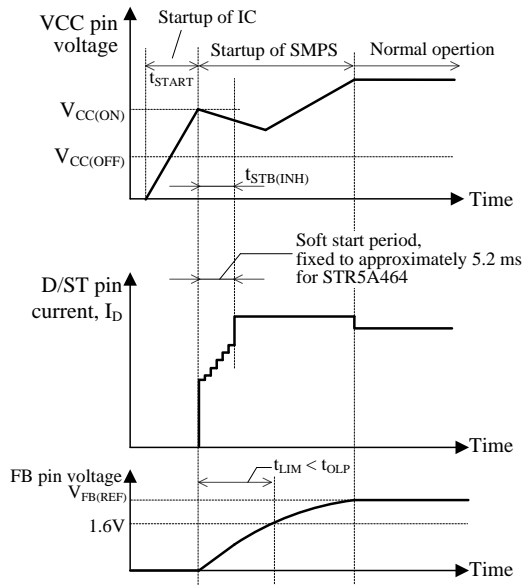 VCC pin
voltage
Startup of IC
Startup of SMPS
Normal opertion
tSTART
VCC(ON)
VCC(OFF)
tSTB(INH)
Time
Soft start period,
fixed to approximately 5.2 ms
for STR5A464
D/ST pin
current, ID
Time
FB pin voltage
VFB(REF)
tLIM < tOLP
1.6V
Time